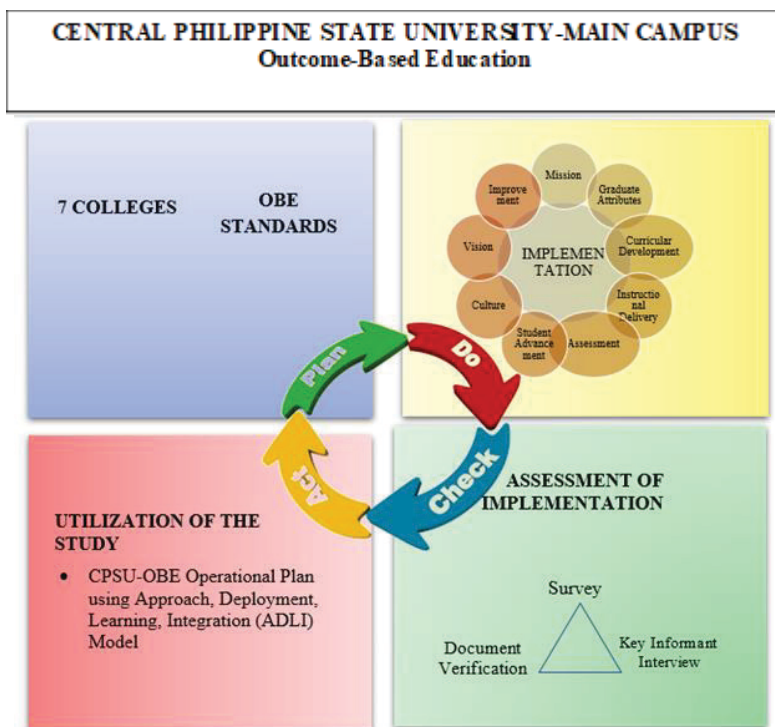 CENTRAL PHILIPPINE STATE UNIVERSITY-MAIN CAMPUS
Outcome-Based Education
7 COLLEGES
OBE
STANDARDS
Mission
Graduate
Attributes
Curricular
Development
Instructio
nal
Delivery
Assessment
Student
Advance
ment
Culture
Vision
Improve
ment
IMPLEMEN
TATION
Plan
Do
Check
Act
UTILIZATION OF THE
STUDY
• CPSU-OBE Operational Plan
using Approach, Deployment,
Learning, Integration (ADLI)
Model
ASSESSMENT OF
IMPLEMENTATION
Survey
Document
Verification
Key Informant
Interview